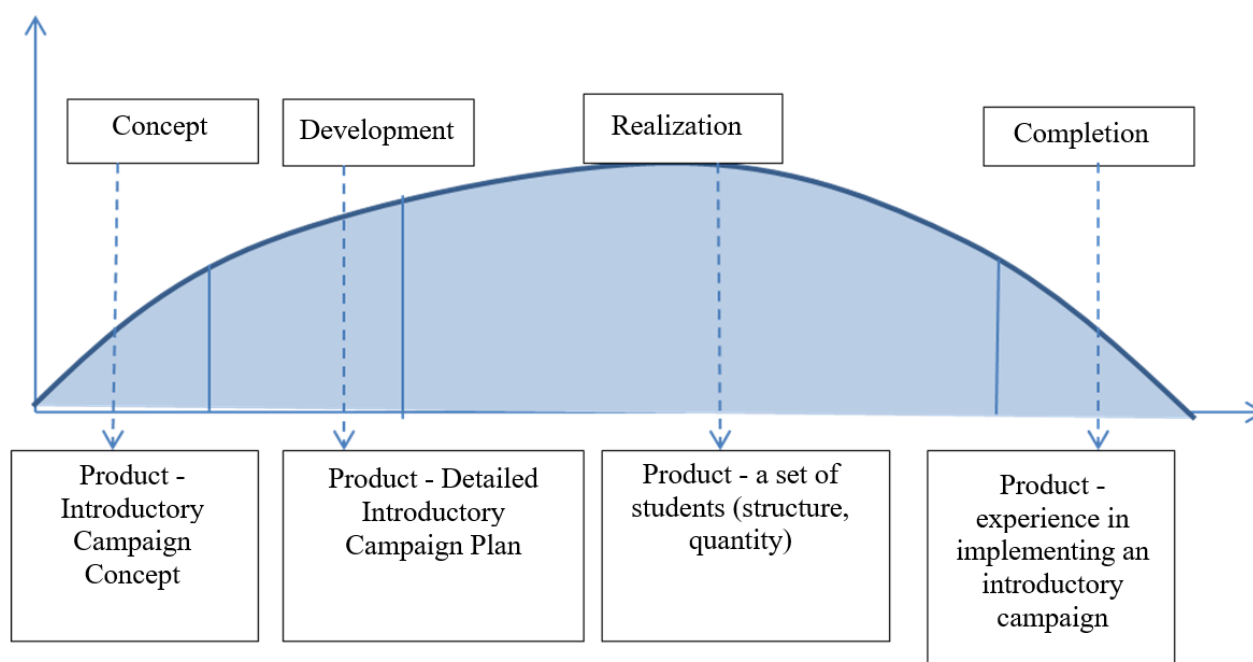 Concept
Development
Realization
Completion
Product -
Introductory
Campaign
Concept
Product - Detailed
Introductory
Campaign Plan
Product - a set of
students (structure,
quantity)
Product -
experience in
implementing an
introductory
campaign